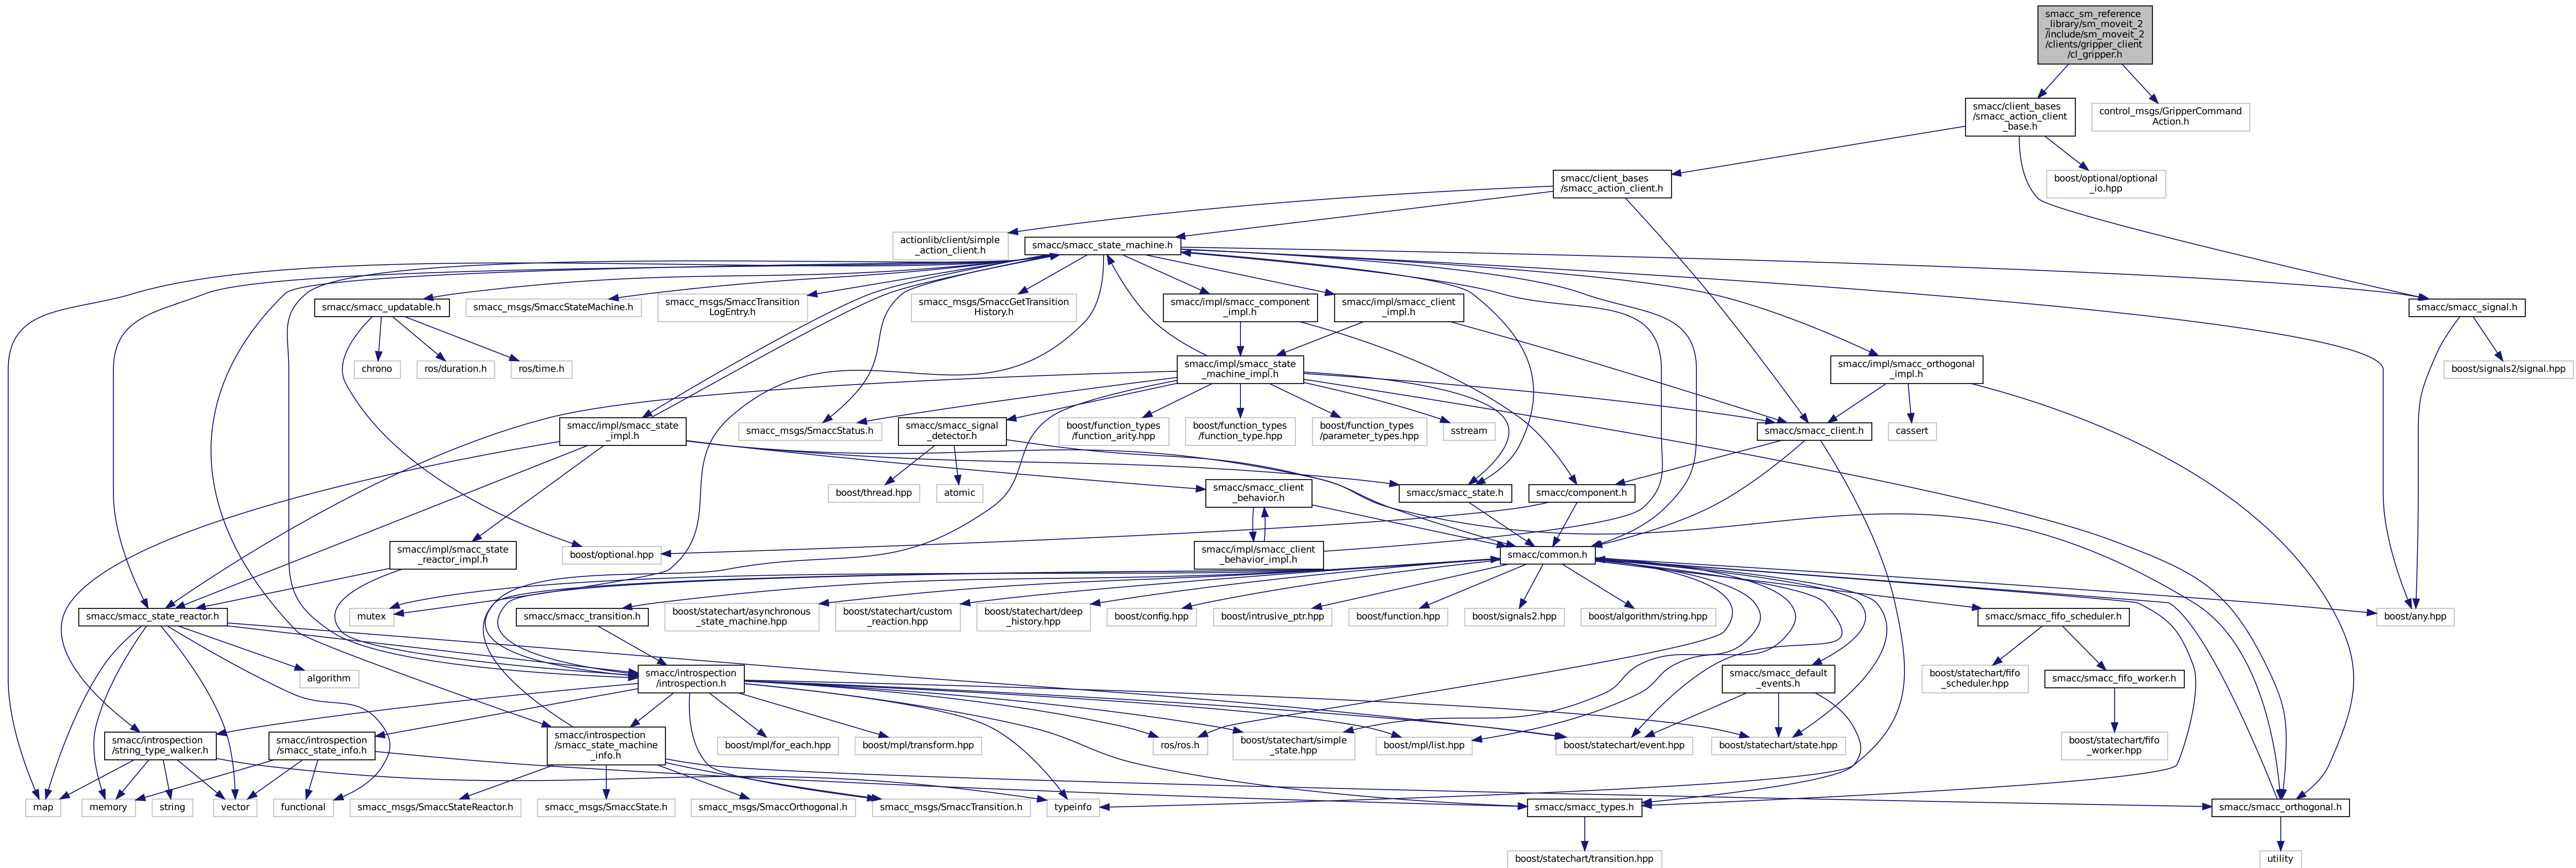 smacc_sm_reference
_library/sm_moveit_2
/include/sm_moveit_2
/clients/gripper_client
/cl_gripper.h
smacc/client_bases
/smacc_action_client
_base.h
control_msgs/GripperCommand
Action.h
smacc/client_bases
/smacc_action_client.h
boost/optional/optional
_io.hpp
actionlib/client/simple
_action_client.h
smacc/smacc_state_machine.h
smacc/smacc_updatable.h
smacc_msgs/SmaccStateMachine.h
smacc_msgs/SmaccTransition
LogEntry.h
smacc_msgs/SmaccGetTransition
History.h
smacc/impl/smacc_component
_impl.h
smacc/impl/smacc_client
_impl.h
smacc/smacc_signal.h
chrono
ros/duration.h
ros/time.h
smacc/impl/smacc_state
_machine_impl.h
smacc/impl/smacc_orthogonal
_impl.h
boost/signals2/signal.hpp
smacc/impl/smacc_state
_impl.h
smacc_msgs/SmaccStatus.h
smacc/smacc_signal
_detector.h
boost/function_types
/function_arity.hpp
boost/function_types
/function_type.hpp
boost/function_types
/parameter_types.hpp
sstream
smacc/smacc_client.h
cassert
boost/thread.hpp
atomic
smacc/smacc_client
_behavior.h
smacc/smacc_state.h
smacc/component.h
smacc/impl/smacc_state
_reactor_impl.h
boost/optional.hpp
smacc/impl/smacc_client
_behavior_impl.h
smacc/common.h
smacc/smacc_state_reactor.h
mutex
smacc/smacc_transition.h
boost/statechart/asynchronous
_state_machine.hpp
boost/statechart/custom
_reaction.hpp
boost/statechart/deep
_history.hpp
boost/config.hpp
boost/intrusive_ptr.hpp
boost/function.hpp
boost/signals2.hpp
boost/algorithm/string.hpp
smacc/smacc_fifo_scheduler.h
boost/any.hpp
algorithm
smacc/introspection
/introspection.h
smacc/smacc_default
_events.h
boost/statechart/fifo
_scheduler.hpp
smacc/smacc_fifo_worker.h
smacc/introspection
/string_type_walker.h
smacc/introspection
/smacc_state_info.h
smacc/introspection
/smacc_state_machine
_info.h
boost/mpl/for_each.hpp
boost/mpl/transform.hpp
ros/ros.h
boost/statechart/simple
_state.hpp
boost/mpl/list.hpp
boost/statechart/event.hpp
boost/statechart/state.hpp
boost/statechart/fifo
_worker.hpp
map
memory
string
vector
functional
smacc_msgs/SmaccStateReactor.h
smacc_msgs/SmaccState.h
smacc_msgs/SmaccOrthogonal.h
smacc_msgs/SmaccTransition.h
typeinfo
smacc/smacc_types.h
smacc/smacc_orthogonal.h
boost/statechart/transition.hpp
utility